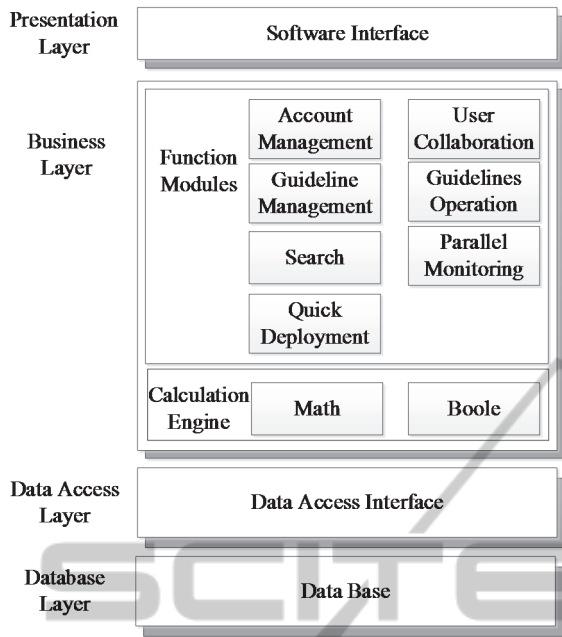 Presentation
Layer
Software Interface
Business
Layer
Function
Modules
Account
Management
User
Collaboration
Guideline
Management
Guidelines
Operation
Search
Parallel
Monitoring
Quick
Deployment
Calculation
Engine
Math
Boole
Data Access
Layer
Data Access Interface
Database
Layer
Data Base
SCITE